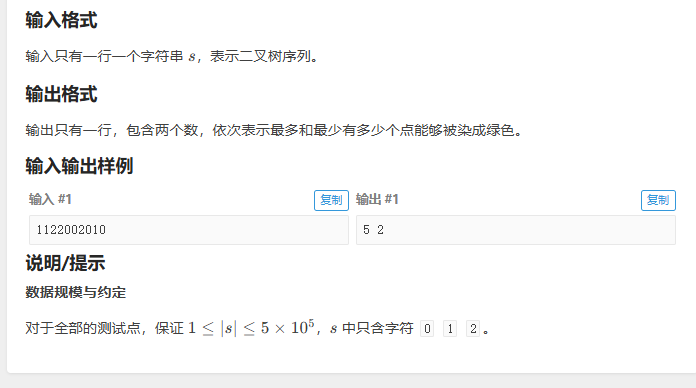 输入格式
输入只有一行一个字符串 s，表示二叉树序列。
输出格式
输出只有一行，包含两个数，依次表示最多和最少有多少个点能够被染成绿色。
输入输出样例
输入 #1 复制 输出 #1 复制
1122002010 5 2
说明/提示
数据规模与约定
对于全部的测试点，保证 1 ≤ |s| ≤ 5 × 10⁵，s 中只含字符 0 1 2 。